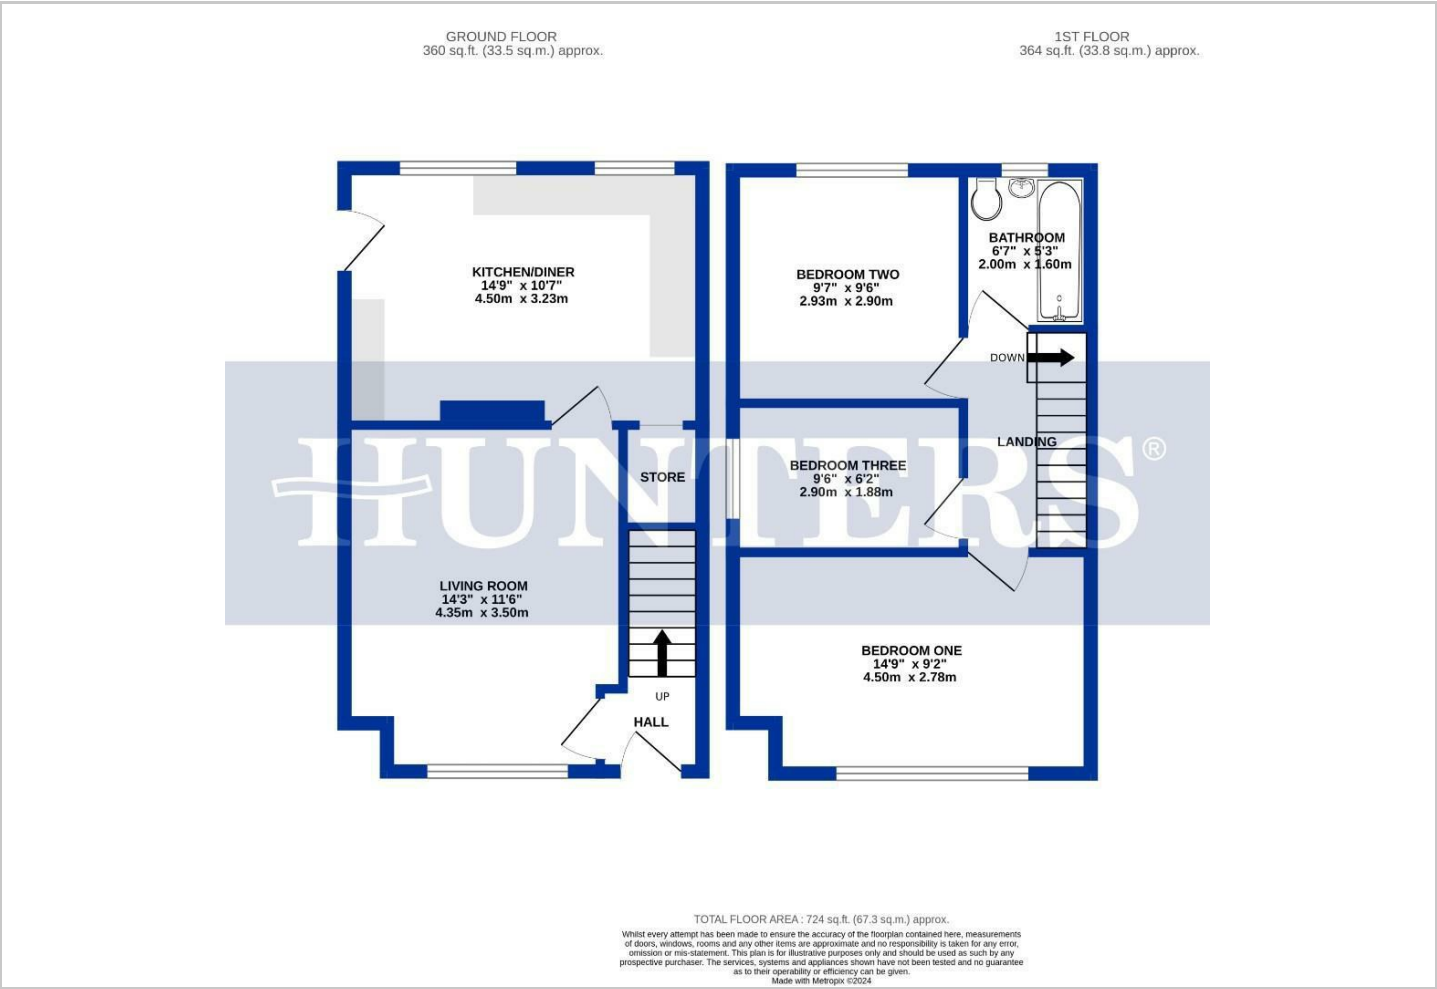 GROUND FLOOR
360 sq.ft. (33.5 sq.m.) approx.
1ST FLOOR
364 sq.ft. (33.8 sq.m.) approx.
KITCHEN/DINER
14'9" x 10'7"
4.50m x 3.23m
STORE
LIVING ROOM
14'3" x 11'6"
4.35m x 3.50m
UP
HALL
BATHROOM
6'7" x 5'3"
2.00m x 1.60m
BEDROOM TWO
9'7" x 9'6"
2.93m x 2.90m
DOWN
LANDING
BEDROOM THREE
9'6" x 6'2"
2.90m x 1.88m
BEDROOM ONE
14'9" x 9'2"
4.50m x 2.78m
HUNTERS®
TOTAL FLOOR AREA : 724 sq.ft. (67.3 sq.m.) approx.
Whilst every attempt has been made to ensure the accuracy of the floorplan contained here, measurements
of doors, windows, rooms and any other items are approximate and no responsibility is taken for any error,
omission or mis-statement. This plan is for illustrative purposes only and should be used as such by any
prospective purchaser. The services, systems and appliances shown have not been tested and no guarantee
as to their operability or efficiency can be given.
Made with Metropix ©2024